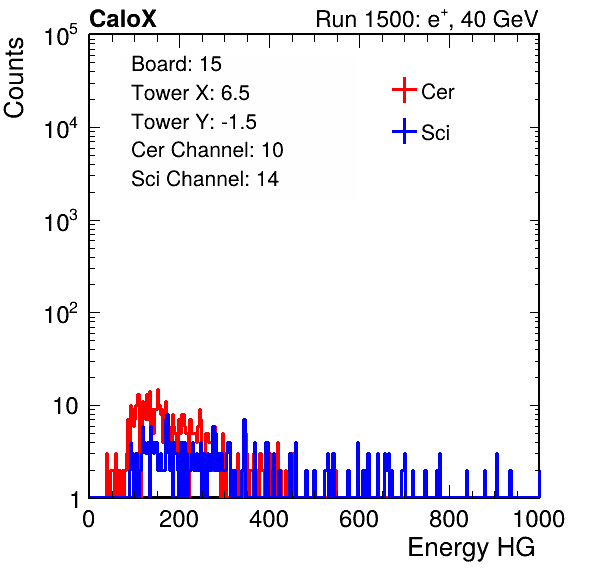 CaloX Run 1500: e⁺, 40 GeV
Counts
Board: 15
Tower X: 6.5
Tower Y: -1.5
Cer Channel: 10
Sci Channel: 14
Cer
Sci
10⁵
10⁴
10³
10²
10
1
0 200 400 600 800 1000
Energy HG